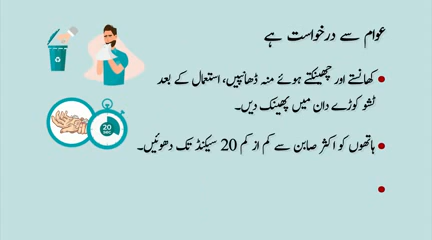 عوام سے درخواست ہے
کھانستے اور چھینکتے ہوئے منہ ڈھانپیں، استعمال کے بعد
ٹشو کوڑے دان میں پھینک دیں۔
ہاتھوں کو اکثر صابن سے کم از کم 20 سیکنڈ تک دھوئیں۔
20
SEC